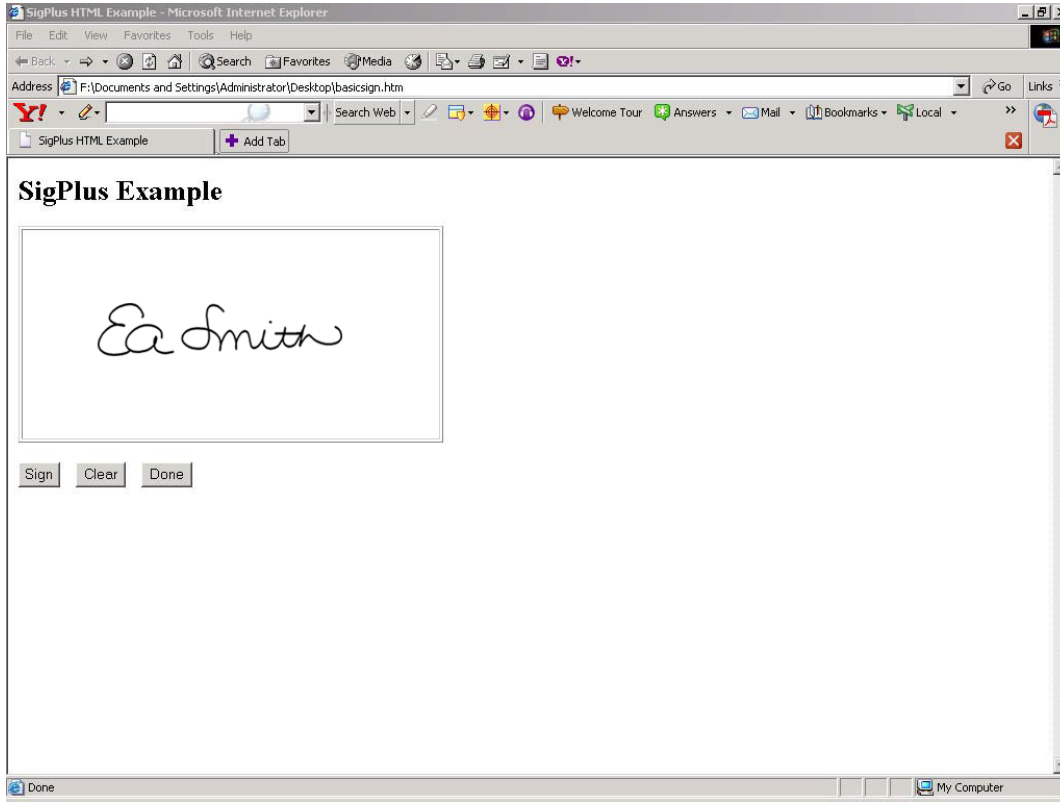 SigPlus HTML Example - Microsoft Internet Explorer
File Edit View Favorites Tools Help
Back Search Favorites Media
Address F:\Documents and Settings\Administrator\Desktop\basicsign.htm Go Links
Y! Search Web Welcome Tour Answers Mail Bookmarks Local »
SigPlus HTML Example Add Tab
SigPlus Example
Ea Smith
Sign Clear Done
Done My Computer